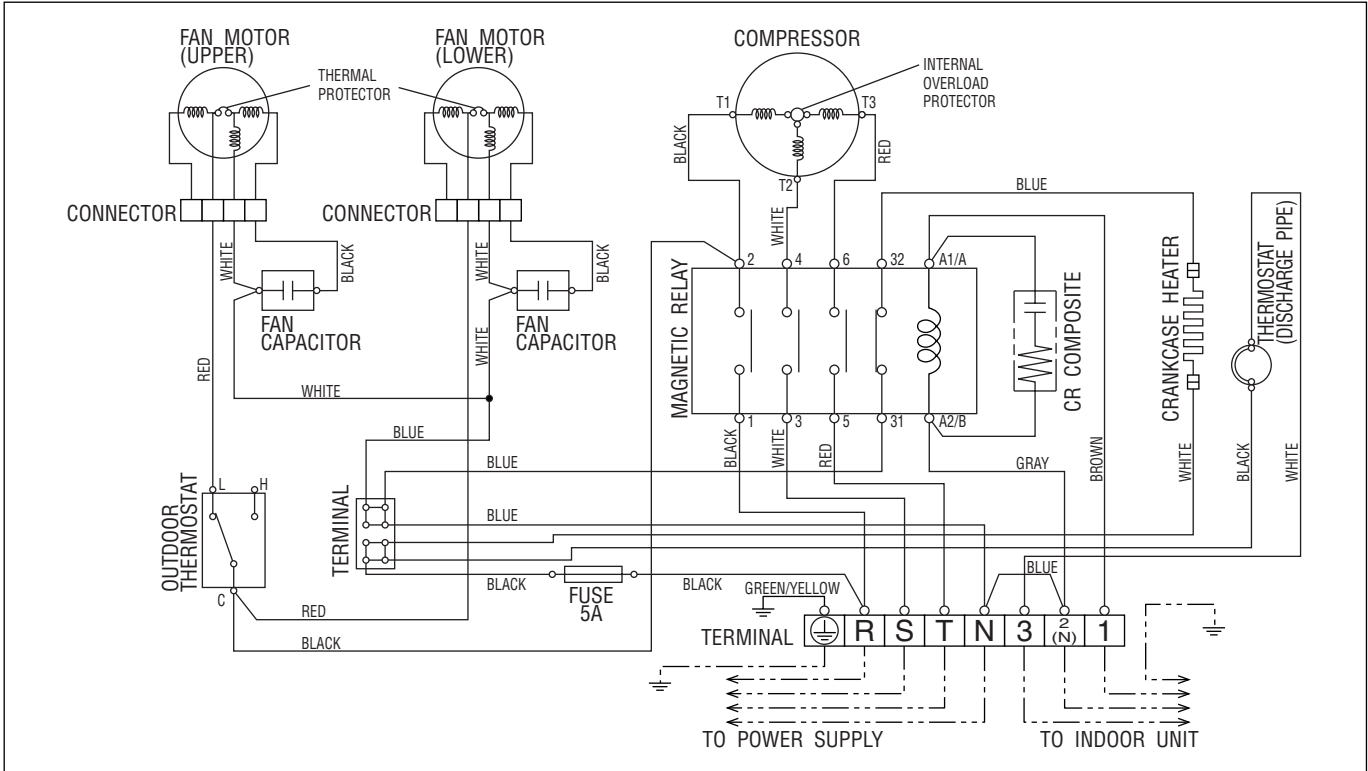 FAN MOTOR
(UPPER)
FAN MOTOR
(LOWER)
COMPRESSOR
THERMAL
PROTECTOR
INTERNAL
OVERLOAD
PROTECTOR
T1
T3
T2
BLACK
RED
WHITE
BLUE
CONNECTOR
CONNECTOR
WHITE
BLACK
WHITE
BLACK
FAN
CAPACITOR
FAN
CAPACITOR
RED
WHITE
WHITE
BLUE
BLUE
BLUE
MAGNETIC RELAY
2
4
6
32
A1/A
1
3
5
31
A2/B
CR COMPOSITE
CRANKCASE HEATER
THERMOSTAT
(DISCHARGE PIPE)
BLACK
WHITE
RED
GRAY
BROWN
WHITE
BLACK
WHITE
L
H
C
OUTDOOR
THERMOSTAT
TERMINAL
RED
BLACK
BLACK
FUSE
5A
BLACK
GREEN/YELLOW
BLUE
TERMINAL
R
S
T
N
3
2
(N)
1
TO POWER SUPPLY
TO INDOOR UNIT